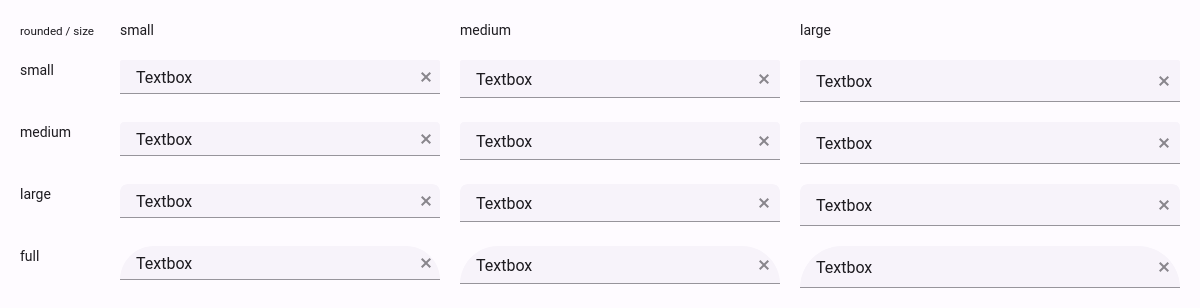 rounded / size small medium large
small Textbox Textbox Textbox
medium Textbox Textbox Textbox
large Textbox Textbox Textbox
full Textbox Textbox Textbox